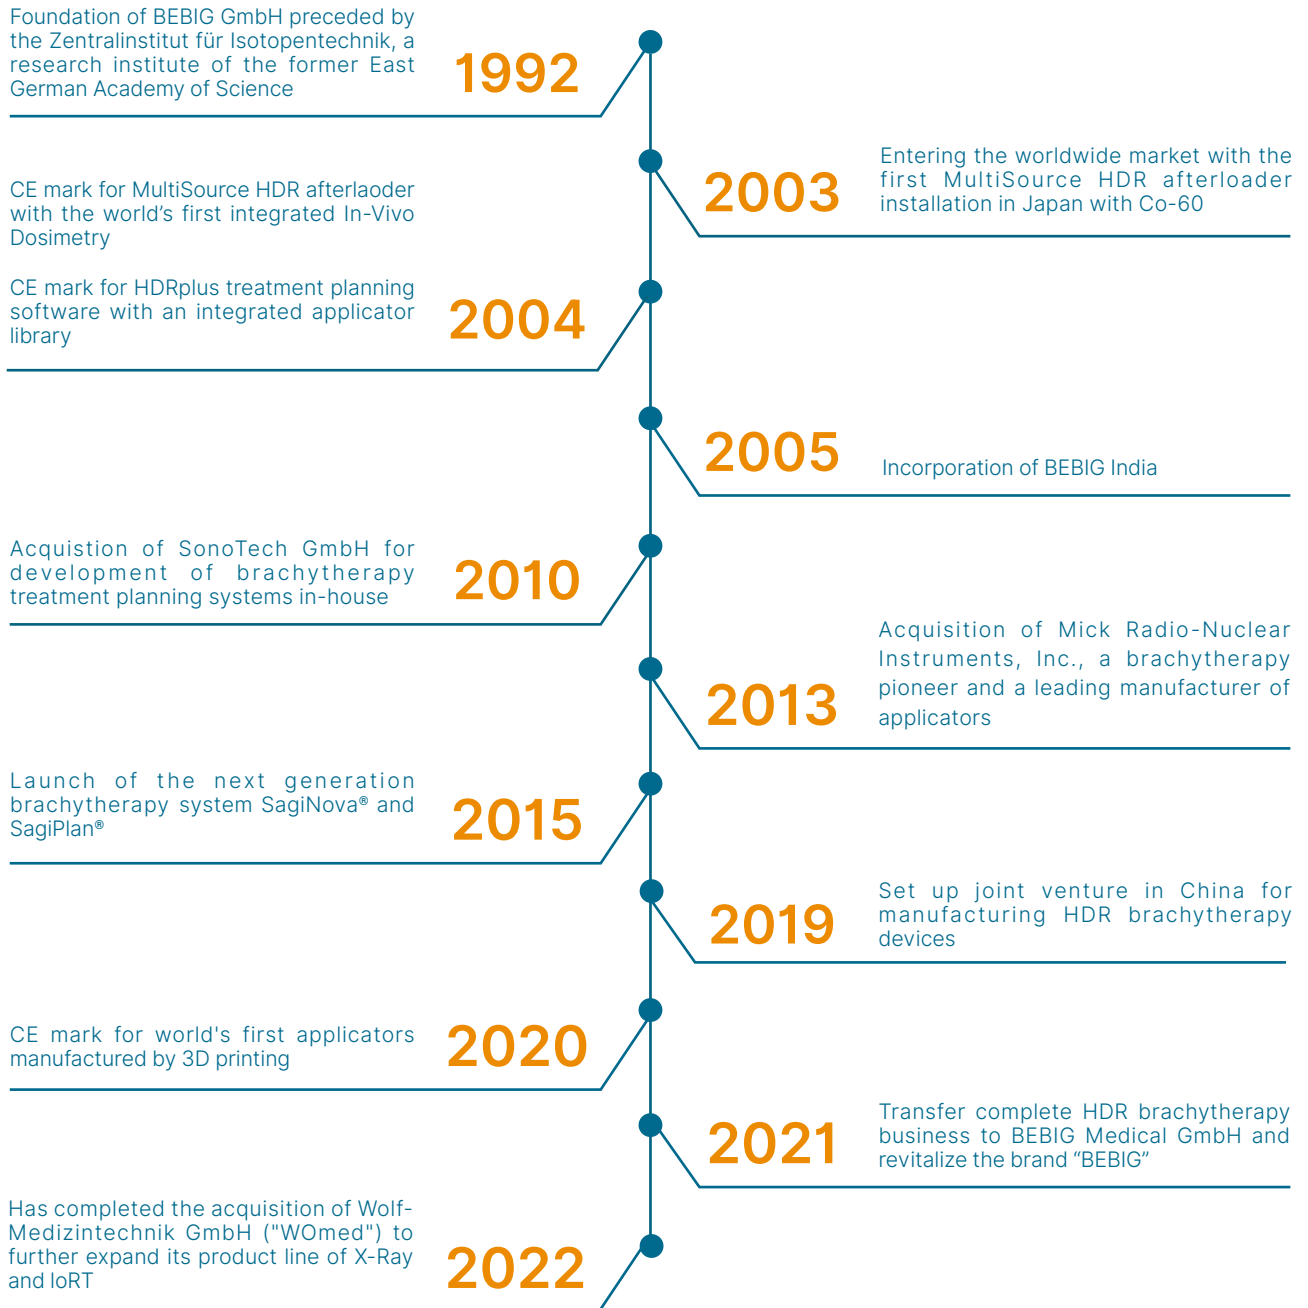 Foundation of BEBIG GmbH preceded by
the Zentralinstitut für Isotopentechnik, a
research institute of the former East
German Academy of Science
1992
Entering the worldwide market with the
first MultiSource HDR afterloader
installation in Japan with Co-60
2003
CE mark for MultiSource HDR afterlaoder
with the world’s first integrated In-Vivo
Dosimetry
CE mark for HDRplus treatment planning
software with an integrated applicator
library
2004
2005
Incorporation of BEBIG India
Acquistion of SonoTech GmbH for
development of brachytherapy
treatment planning systems in-house
2010
Acquisition of Mick Radio-Nuclear
Instruments, Inc., a brachytherapy
pioneer and a leading manufacturer of
applicators
2013
Launch of the next generation
brachytherapy system SagiNova® and
SagiPlan®
2015
Set up joint venture in China for
manufacturing HDR brachytherapy
devices
2019
CE mark for world's first applicators
manufactured by 3D printing
2020
Transfer complete HDR brachytherapy
business to BEBIG Medical GmbH and
revitalize the brand “BEBIG”
2021
Has completed the acquisition of Wolf-
Medizintechnik GmbH ("WOmed") to
further expand its product line of X-Ray
and IoRT
2022